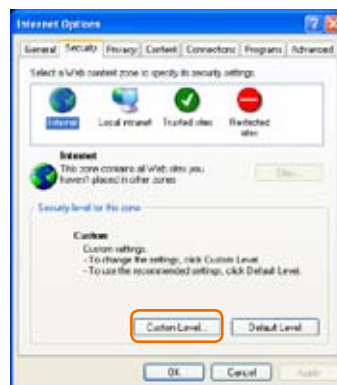 Internet Options
General Security Privacy Content Connections Programs Advanced
Select a Web content zone to specify its security settings.
Internet Local intranet Trusted sites Restricted
sites
Internet
This zone contains all Web sites you
haven't placed in other zones
Sites...
Security level for this zone
Custom
Custom settings.
- To change the settings, click Custom Level
- To use the recommended settings, click Default Level.
Custom Level... Default Level
OK Cancel Apply